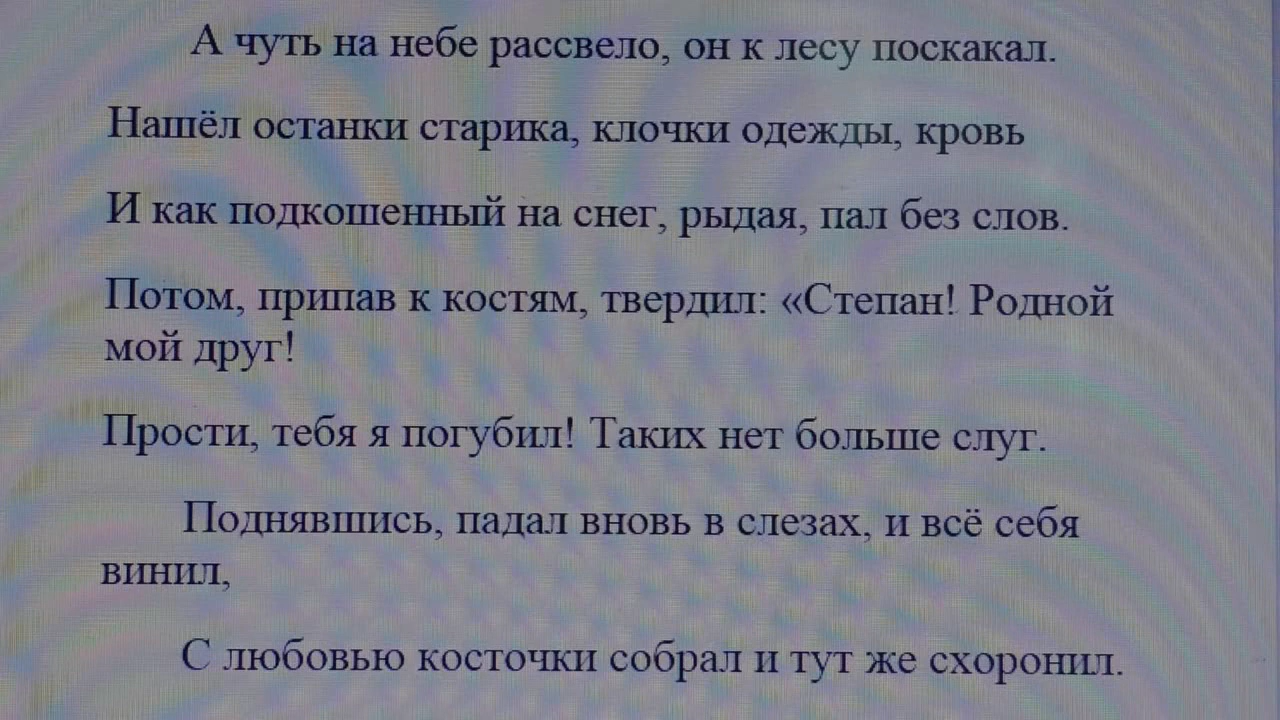 А чуть на небе рассвело, он к лесу поскакал.
Нашёл останки старика, клочки одежды, кровь
И как подкошенный на снег, рыдая, пал без слов.
Потом, припав к костям, твердил: «Степан! Родной
мой друг!
Прости, тебя я погубил! Таких нет больше слуг.
Поднявшись, падал вновь в слезах, и всё себя
винил,
С любовью косточки собрал и тут же схоронил.